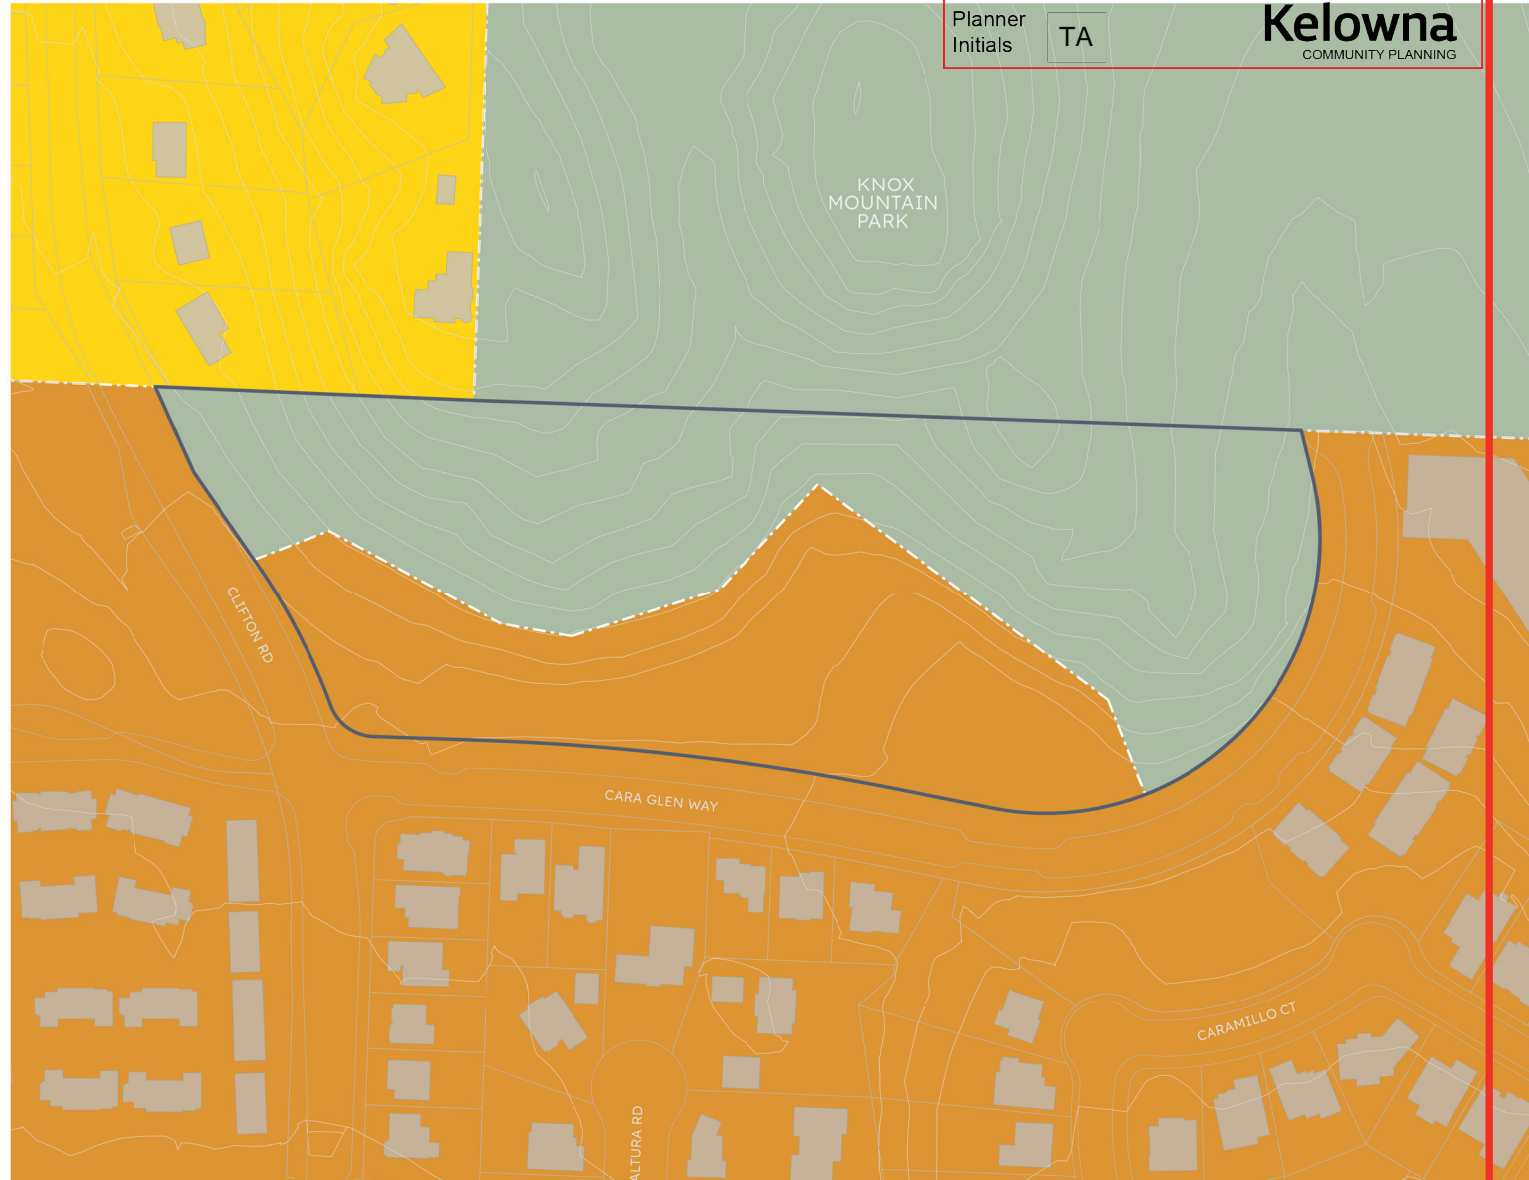 Planner
Initials
TA
Kelowna
COMMUNITY PLANNING
KNOX
MOUNTAIN
PARK
CLIFTON RD
CARA GLEN WAY
CARAMILLO CT
ALTURA RD